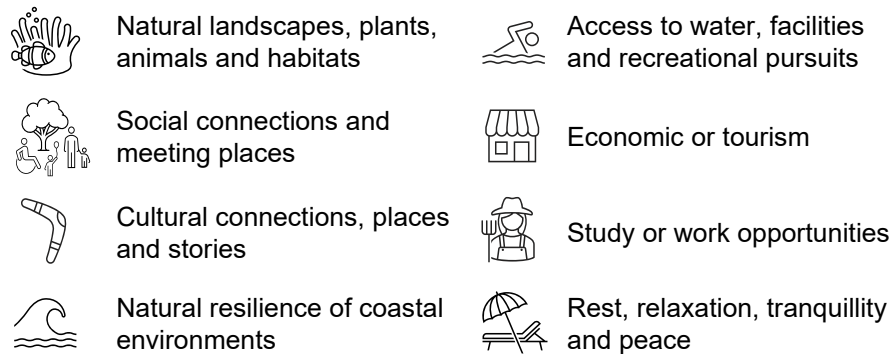 Natural landscapes, plants,
animals and habitats
Access to water, facilities
and recreational pursuits
Social connections and
meeting places
Economic or tourism
Cultural connections, places
and stories
Study or work opportunities
Natural resilience of coastal
environments
Rest, relaxation, tranquillity
and peace